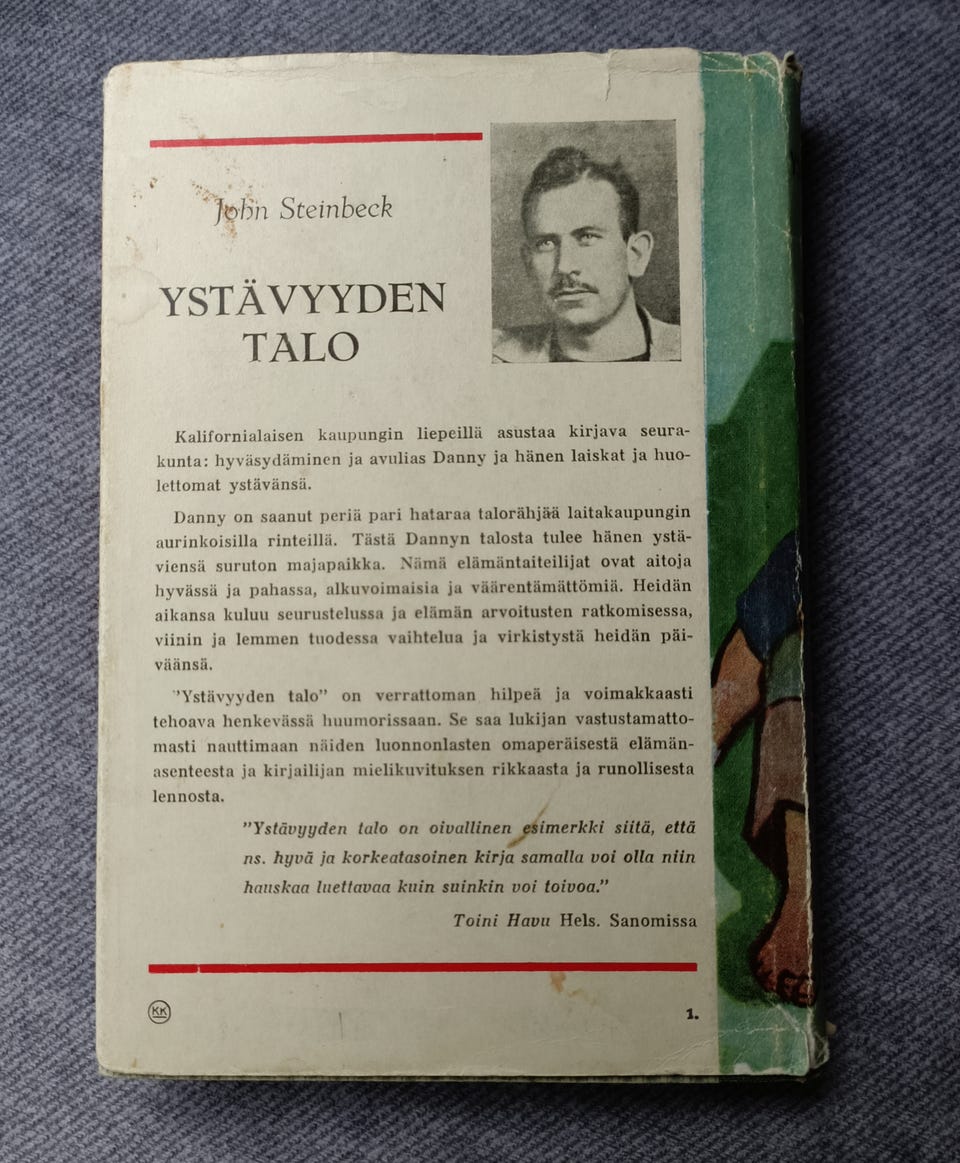 John Steinbeck
YSTÄVYYDEN
TALO
Kalifornialaisen kaupungin liepeillä asustaa kirjava seura-
kunta: hyväsydäminen ja avulias Danny ja hänen laiskat ja huo-
lettomat ystävänsä.
Danny on saanut periä pari hataraa talorähjää laitakaupungin
aurinkoisilla rinteillä. Tästä Dannyn talosta tulee hänen ystä-
viensä suruton majapaikka. Nämä elämäntaiteilijat ovat aitoja
hyvässä ja pahassa, alkuvoimaisia ja väärentämättömiä. Heidän
aikansa kuluu seurustelussa ja elämän arvoitusten ratkomisessa,
viinin ja lemmen tuodessa vaihtelua ja virkistystä heidän päi-
väänsä.
"Ystävyyden talo" on verrattoman hilpeä ja voimakkaasti
tehoava henkevässä huumorissaan. Se saa lukijan vastustamatto-
masti nauttimaan näiden luonnonlasten omaperäisestä elämän-
asenteesta ja kirjailijan mielikuvituksen rikkaasta ja runollisesta
lennosta.
"Ystävyyden talo on oivallinen esimerkki siitä, että
ns. hyvä ja korkeatasoinen kirja samalla voi olla niin
hauskaa luettavaa kuin suinkin voi toivoa."
Toini Havu Hels. Sanomissa
KK
1.